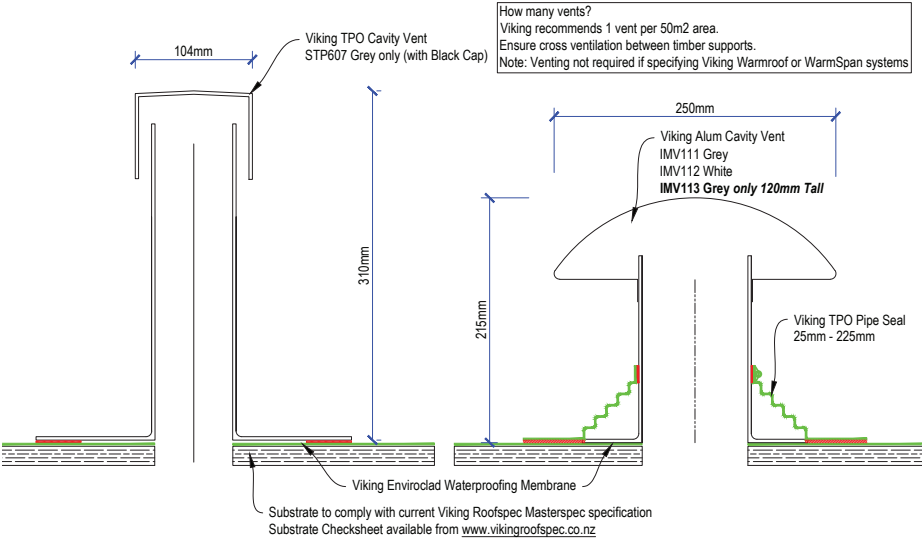 How many vents?
Viking recommends 1 vent per 50m2 area.
Ensure cross ventilation between timber supports.
Note: Venting not required if specifying Viking Warmroof or WarmSpan systems
Viking TPO Cavity Vent
STP607 Grey only (with Black Cap)
104mm
310mm
250mm
Viking Alum Cavity Vent
IMV111 Grey
IMV112 White
IMV113 Grey only 120mm Tall
215mm
Viking TPO Pipe Seal
25mm - 225mm
Viking Enviroclad Waterproofing Membrane
Substrate to comply with current Viking Roofspec Masterspec specification
Substrate Checksheet available from www.vikingroofspec.co.nz